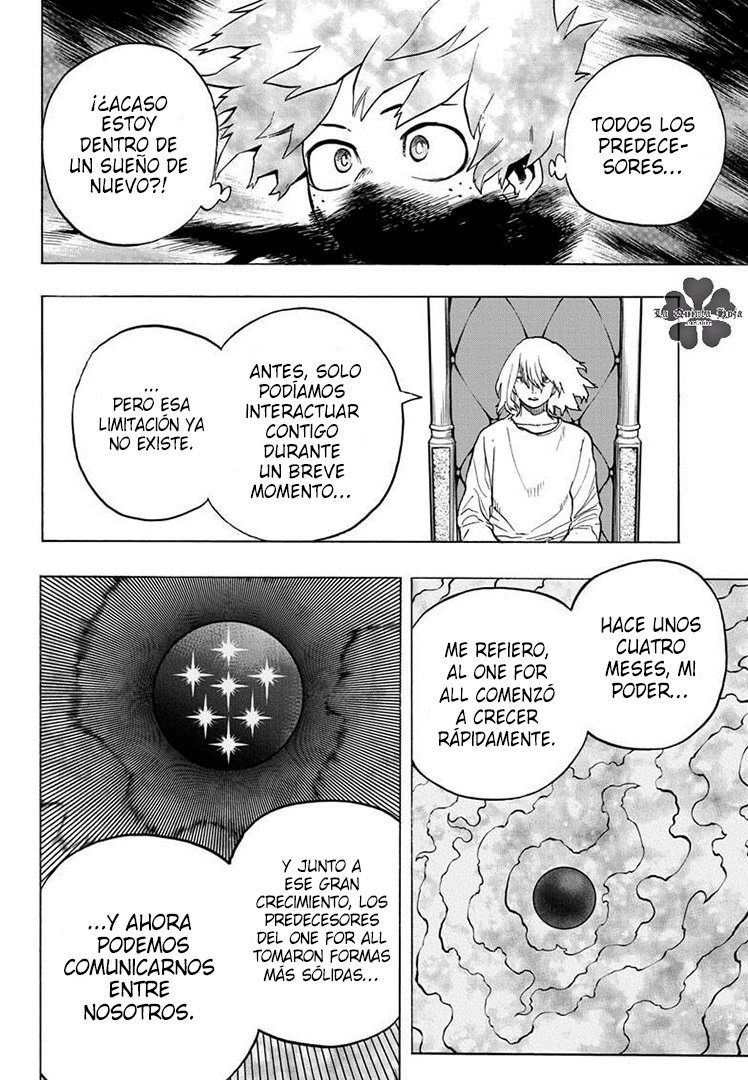 TODOS LOS
PREDECE-
SORES...
¡¿ACASO
ESTOY
DENTRO DE
UN SUEÑO DE
NUEVO?!
La Quinta Hoja
ANTES, SOLO
PODÍAMOS
INTERACTUAR
CONTIGO
DURANTE
UN BREVE
MOMENTO...
...
PERO ESA
LIMITACIÓN YA
NO EXISTE.
HACE UNOS
CUATRO
MESES, MI
PODER...
ME REFIERO,
AL ONE FOR
ALL COMENZÓ
A CRECER
RÁPIDAMENTE.
Y JUNTO A
ESE GRAN
CRECIMIENTO, LOS
PREDECESORES
DEL ONE FOR ALL
TOMARON FORMAS
MÁS SÓLIDAS...
...Y AHORA
PODEMOS
COMUNICARNOS
ENTRE
NOSOTROS.